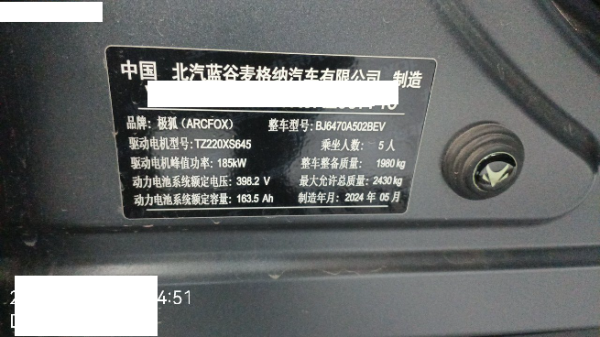 中国 北汽蓝谷麦格纳汽车有限公司 制造
品牌: 极狐 (ARCFOX) 整车型号: BJ6470A502BEV
驱动电机型号: TZ220XS645 乘坐人数: 5 人
驱动电机峰值功率: 185kW 整车整备质量: 1980kg
动力电池系统额定电压: 398.2 V 最大允许总质量: 2430kg
动力电池系统额定容量: 163.5 Ah 制造年月: 2024 年 05 月
4:51